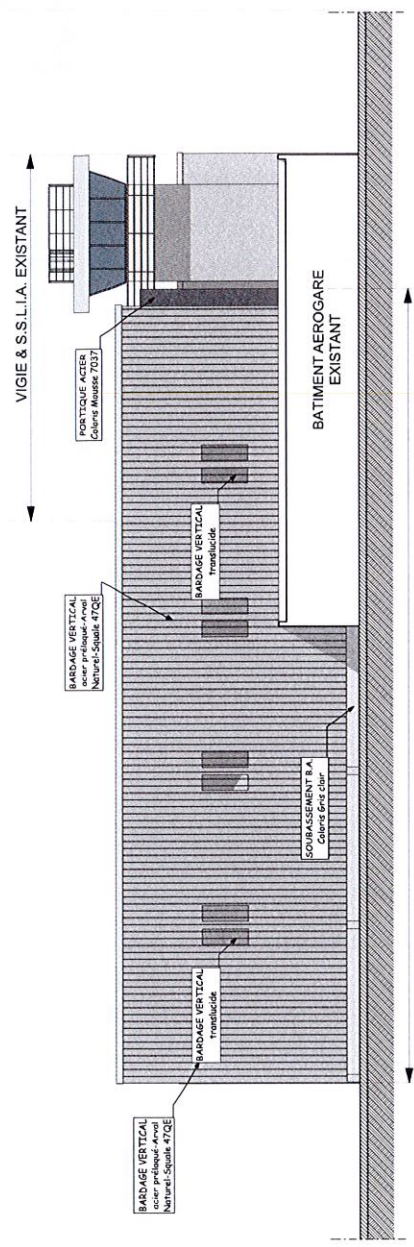 VIGIE & S.S.L.I.A. EXISTANT
PORTIQUE ACIER
Coloris Mousse 7037
BARDAGE VERTICAL
acier prélaqué-Arval
Naturel-Squale 47QE
BARDAGE VERTICAL
translucide
BATIMENT AEROGARE
EXISTANT
SOUBASSEMENT B.A.
Coloris Gris clair
BARDAGE VERTICAL
translucide
BARDAGE VERTICAL
acier prélaqué-Arval
Naturel-Squale 47QE